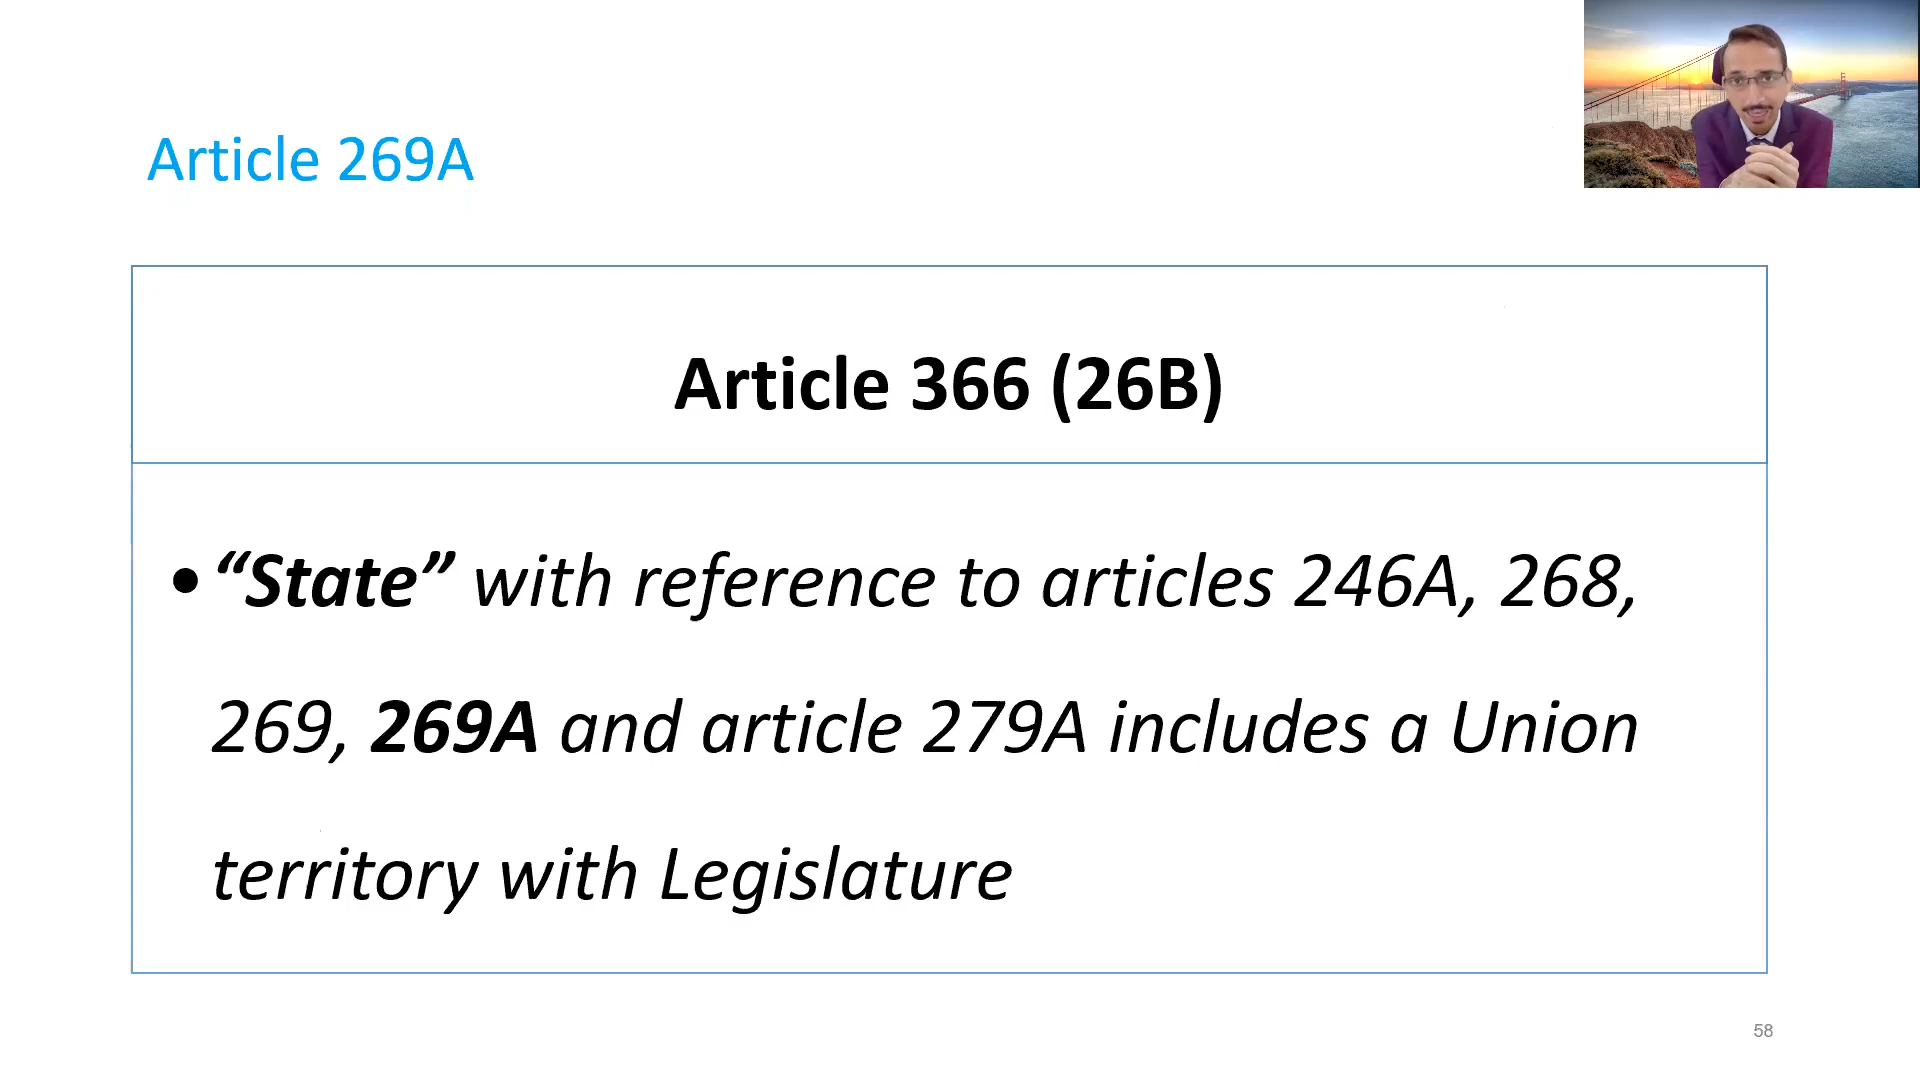 Article 269A
Article 366 (26B)
•“State” with reference to articles 246A, 268,
269, 269A and article 279A includes a Union
territory with Legislature
58